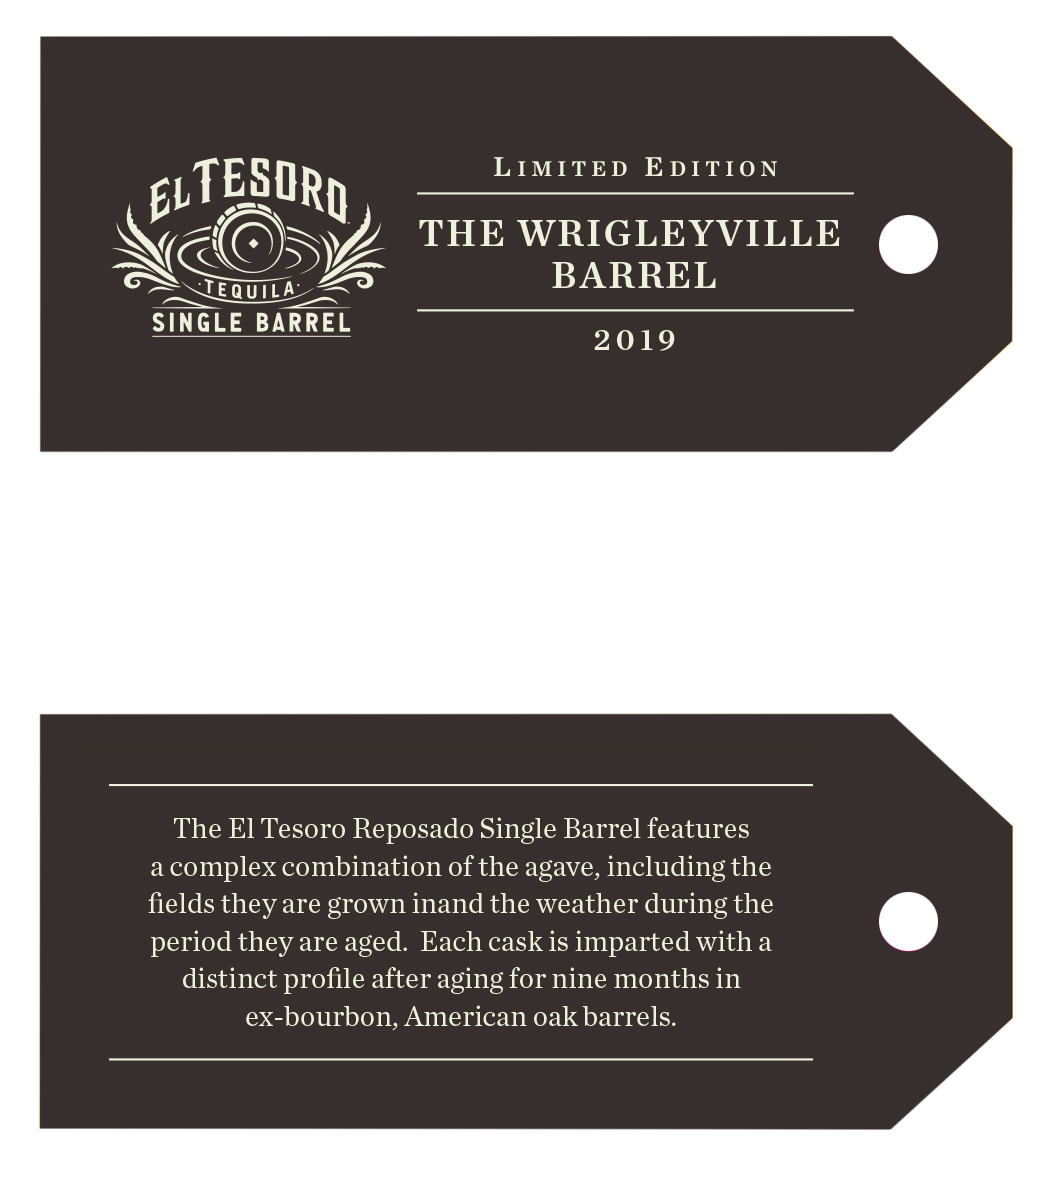 EL TESORO
·TEQUILA·
SINGLE BARREL
LIMITED EDITION
THE WRIGLEYVILLE
BARREL
2019
The El Tesoro Reposado Single Barrel features
a complex combination of the agave, including the
fields they are grown inand the weather during the
period they are aged.  Each cask is imparted with a
distinct profile after aging for nine months in
ex-bourbon, American oak barrels.